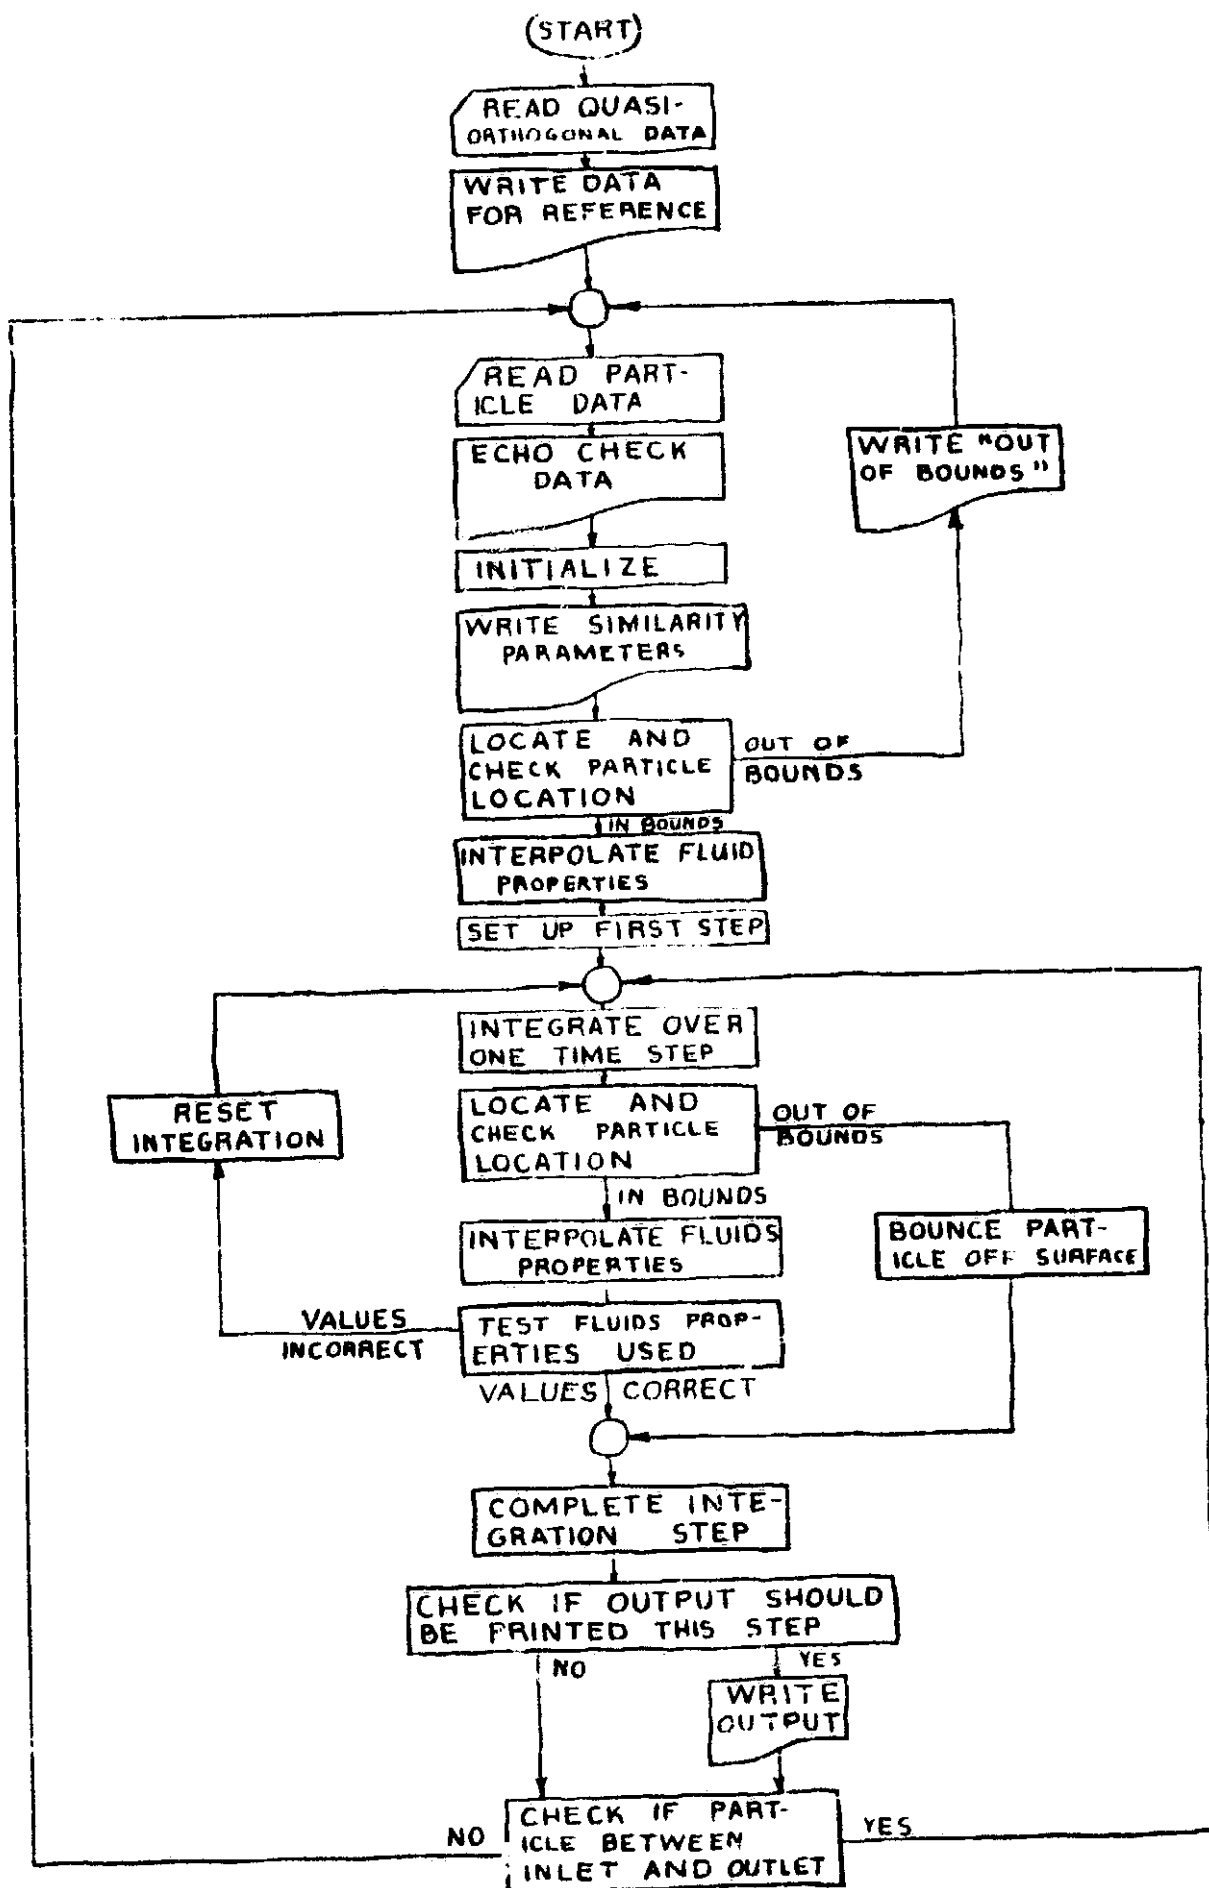 (START)
READ QUASI-
ORTHOGONAL DATA
WRITE DATA
FOR REFERENCE
READ PART-
ICLE DATA
ECHO CHECK
DATA
WRITE "OUT
OF BOUNDS"
INITIALIZE
WRITE SIMILARITY
PARAMETERS
LOCATE AND
CHECK PARTICLE
LOCATION
OUT OF
BOUNDS
IN BOUNDS
INTERPOLATE FLUID
PROPERTIES
SET UP FIRST STEP
INTEGRATE OVER
ONE TIME STEP
RESET
INTEGRATION
LOCATE AND
CHECK PARTICLE
LOCATION
OUT OF
BOUNDS
IN BOUNDS
INTERPOLATE FLUIDS
PROPERTIES
BOUNCE PART-
ICLE OFF SURFACE
VALUES
INCORRECT
TEST FLUIDS PROP-
ERTIES USED
VALUES CORRECT
COMPLETE INTE-
GRATION STEP
CHECK IF OUTPUT SHOULD
BE PRINTED THIS STEP
NO
YES
WRITE
OUTPUT
NO
CHECK IF PART-
ICLE BETWEEN
INLET AND OUTLET
YES